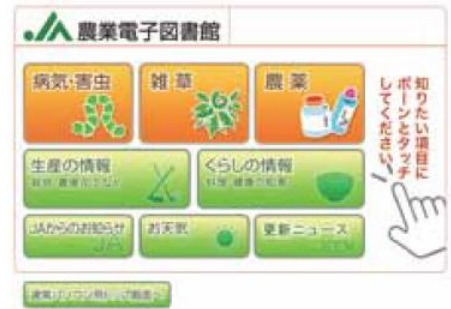 JA 農業電子図書館
病気・害虫
雑草
農薬
知りたい項目に
ポーンとタッチ
してください。
生産の情報
くらしの情報
JAからのお知らせ
JA
お天気
更新ニュース